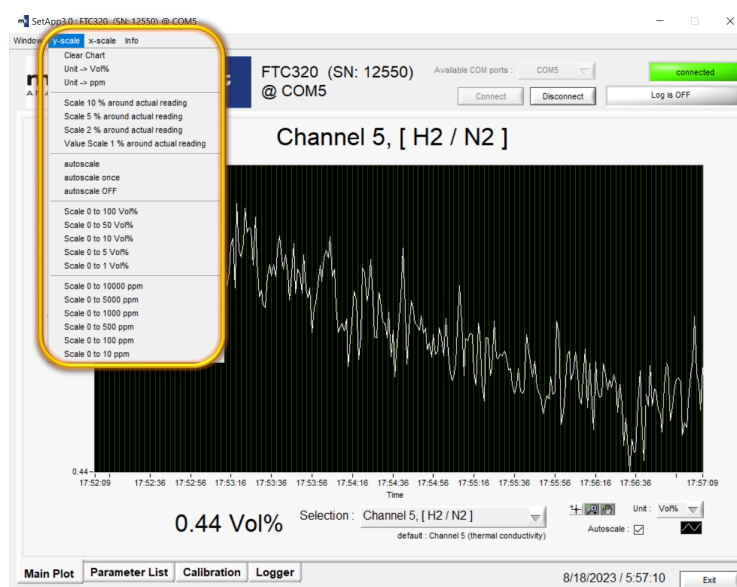 SetApp3.0 : FTC320 (SN: 12550) @ COM5
Window y-scale x-scale Info
Clear Chart
Unit -> Vol%
Unit -> ppm
Scale 10 % around actual reading
Scale 5 % around actual reading
Scale 2 % around actual reading
Value Scale 1 % around actual reading
autoscale
autoscale once
autoscale OFF
Scale 0 to 100 Vol%
Scale 0 to 50 Vol%
Scale 0 to 10 Vol%
Scale 0 to 5 Vol%
Scale 0 to 1 Vol%
Scale 0 to 10000 ppm
Scale 0 to 5000 ppm
Scale 0 to 1000 ppm
Scale 0 to 500 ppm
Scale 0 to 100 ppm
Scale 0 to 10 ppm
FTC320 (SN: 12550)
@ COM5
Available COM ports : COM5
connected
Connect Disconnect
Log is OFF
Channel 5, [ H2 / N2 ]
0.44
17:52:09 17:52:36 17:52:56 17:53:16 17:53:36 17:53:56 17:54:16 17:54:36 17:54:56 17:55:16 17:55:36 17:55:56 17:56:16 17:56:36 17:57:09
Time
0.44 Vol%
Selection : Channel 5, [ H2 / N2 ]
default : Channel 5 (thermal conductivity)
Unit : Vol%
Autoscale :
Main Plot Parameter List Calibration Logger
8/18/2023 / 5:57:10
Exit